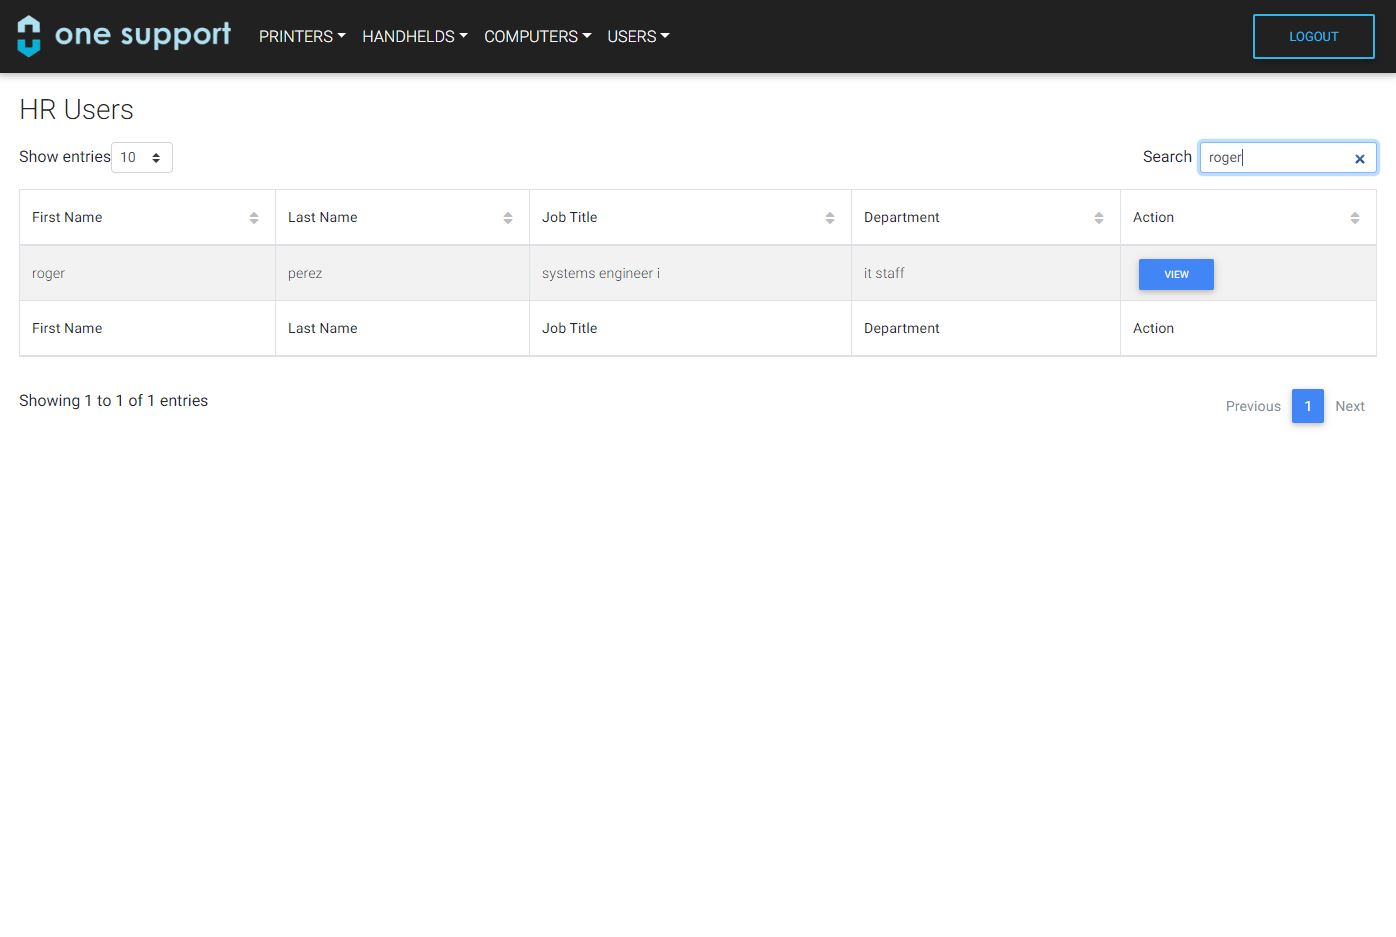 one support PRINTERS HANDHELDS COMPUTERS USERS LOGOUT
HR Users
Show entries 10 Search roger
First Name Last Name Job Title Department Action
roger perez systems engineer i it staff VIEW
First Name Last Name Job Title Department Action
Showing 1 to 1 of 1 entries Previous 1 Next